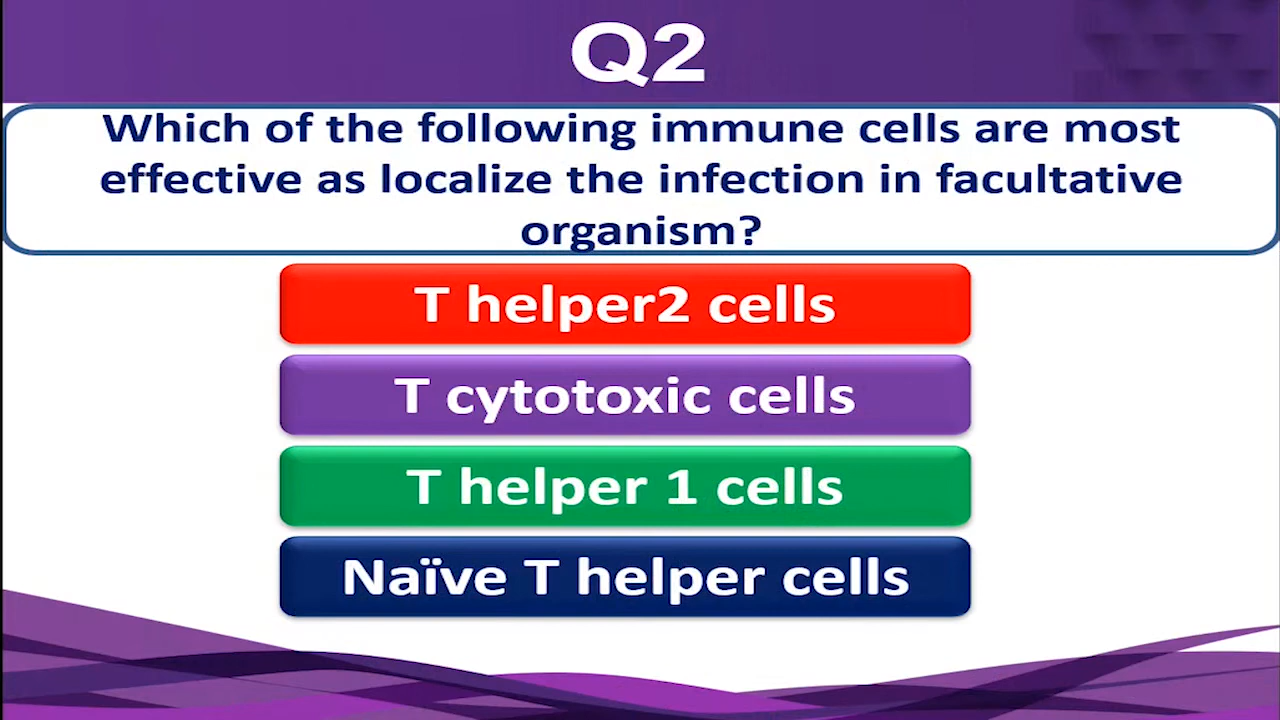 Q2
Which of the following immune cells are most
effective as localize the infection in facultative
organism?
T helper2 cells
T cytotoxic cells
T helper 1 cells
Naïve T helper cells